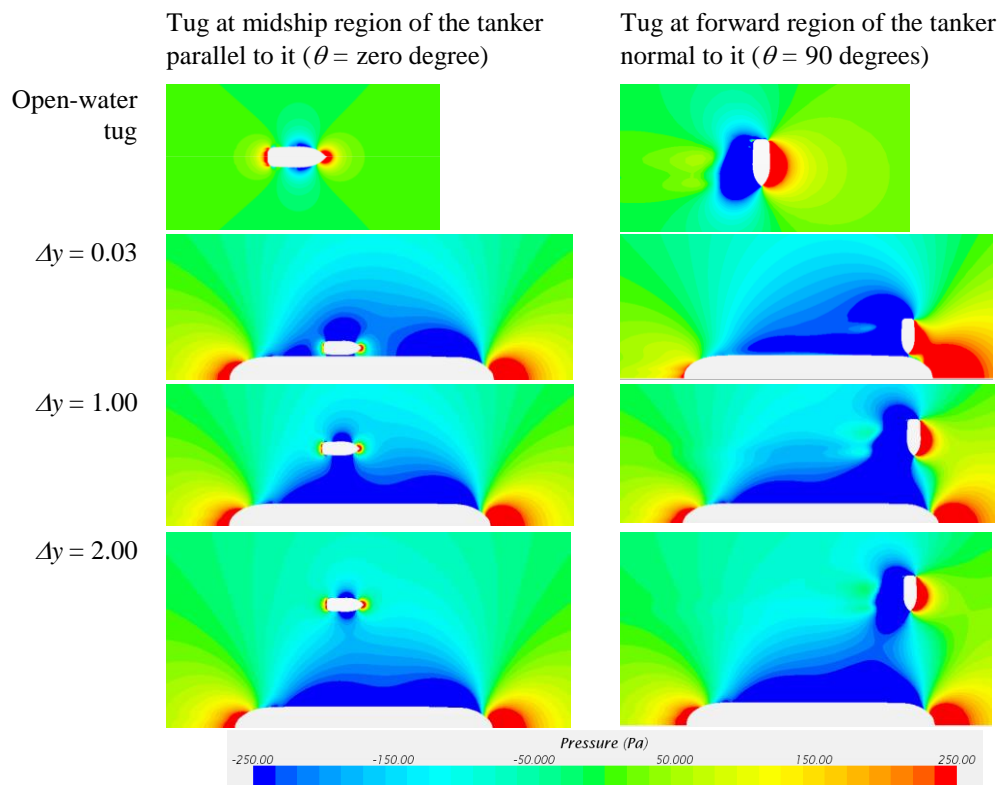 Tug at midship region of the tanker
parallel to it (θ = zero degree)
Tug at forward region of the tanker
normal to it (θ = 90 degrees)
Open-water
tug
Δy = 0.03
Δy = 1.00
Δy = 2.00
Pressure (Pa)
-250.00 -150.00 -50.000 50.000 150.00 250.00